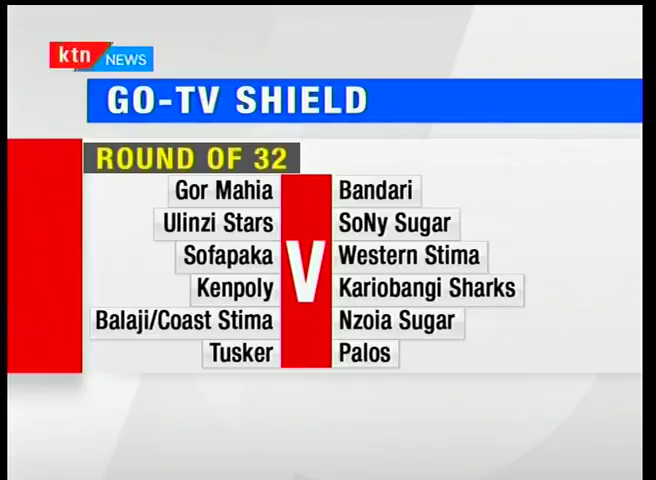 ktn NEWS
GO-TV SHIELD
ROUND OF 32
Gor Mahia V Bandari
Ulinzi Stars SoNy Sugar
Sofapaka Western Stima
Kenpoly Kariobangi Sharks
Balaji/Coast Stima Nzoia Sugar
Tusker Palos